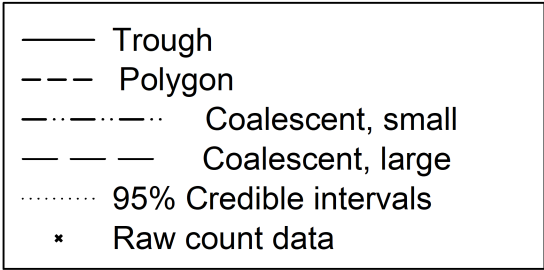 Trough
Polygon
Coalescent, small
Coalescent, large
95% Credible intervals
Raw count data